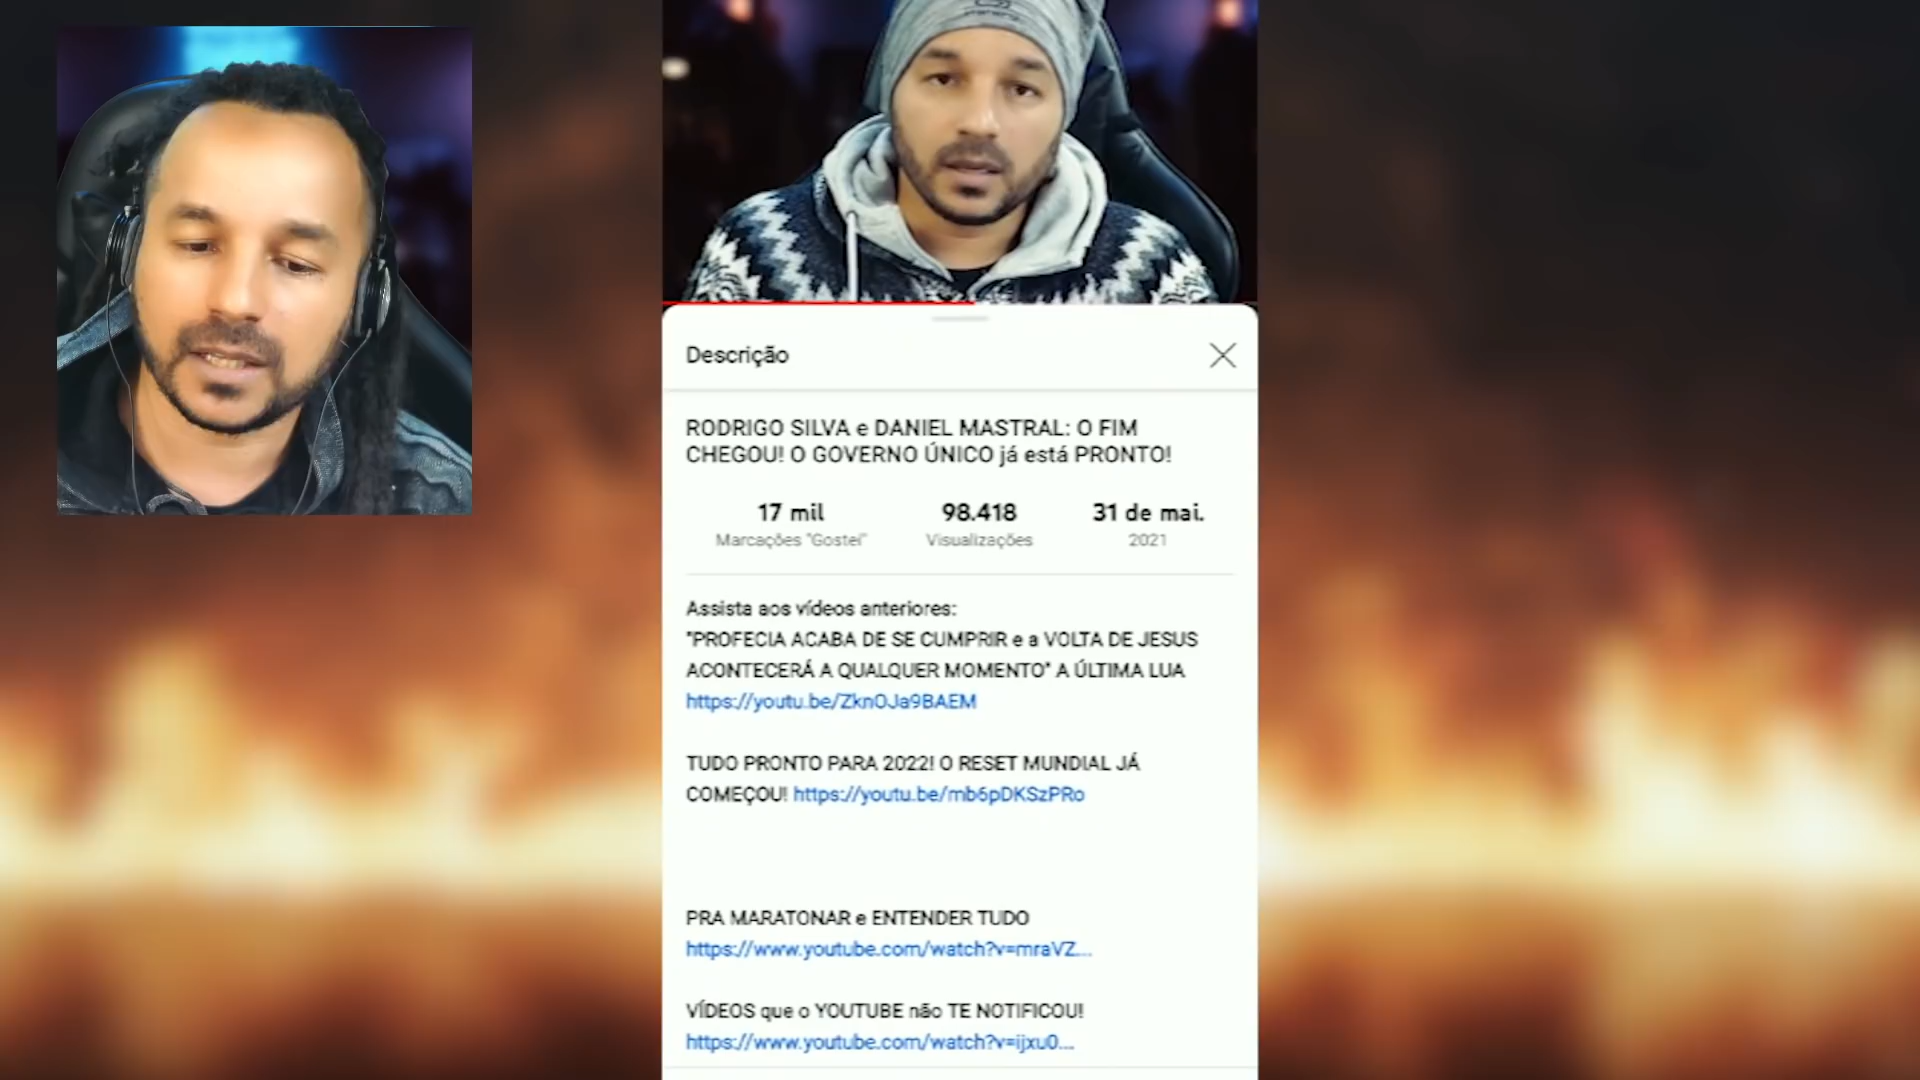 Descrição
RODRIGO SILVA e DANIEL MASTRAL: O FIM
CHEGOU! O GOVERNO ÚNICO já está PRONTO!
17 mil 98.418 31 de mai.
Marcações "Gostei" Visualizações 2021
Assista aos vídeos anteriores:
"PROFECIA ACABA DE SE CUMPRIR e a VOLTA DE JESUS
ACONTECERÁ A QUALQUER MOMENTO" A ÚLTIMA LUA
https://youtu.be/ZknOJa9BAEM
TUDO PRONTO PARA 2022! O RESET MUNDIAL JÁ
COMEÇOU! https://youtu.be/mb6pDKSzPRo
PRA MARATONAR e ENTENDER TUDO
https://www.youtube.com/watch?v=mraVZ...
VÍDEOS que o YOUTUBE não TE NOTIFICOU!
https://www.youtube.com/watch?v=ijxu0...